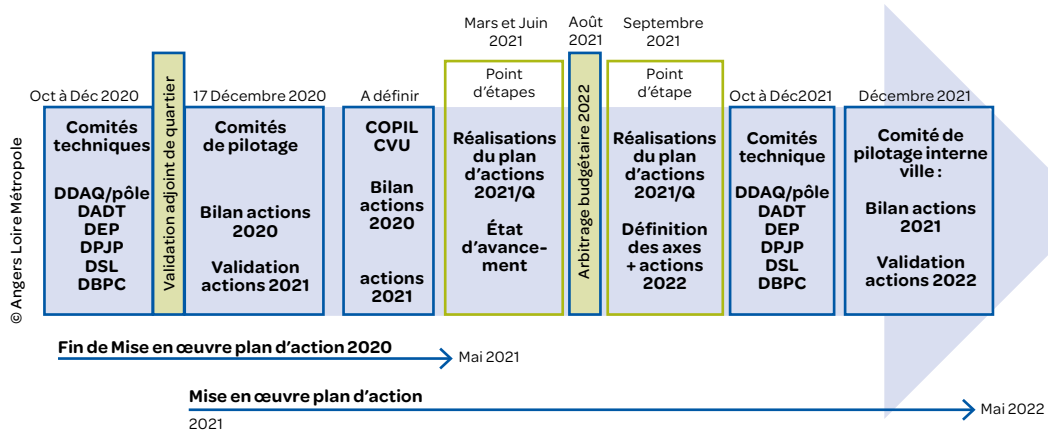 Oct à Déc 2020
Comités
techniques
DDAQ/pôle
DADT
DEP
DPJP
DSL
DBPC
Validation adjoint de quartier
17 Décembre 2020
Comités
de pilotage
Bilan actions
2020
Validation
actions 2021
A définir
COPIL
CVU
Bilan
actions
2020
actions
2021
Mars et Juin
2021
Point
d'étapes
Réalisations
du plan
d'actions
2021/Q
État
d'avance-
ment
Août
2021
Arbitrage budgétaire 2022
Septembre
2021
Point
d'étape
Réalisations
du plan
d'actions
2021/Q
Définition
des axes
+ actions
2022
Oct à Déc2021
Comités
technique
DDAQ/pôle
DADT
DEP
DPJP
DSL
DBPC
Décembre 2021
Comité de
pilotage interne
ville :
Bilan actions
2021
Validation
actions 2022
© Angers Loire Métropole
Fin de Mise en œuvre plan d'action 2020
Mai 2021
Mise en œuvre plan d'action
2021
Mai 2022